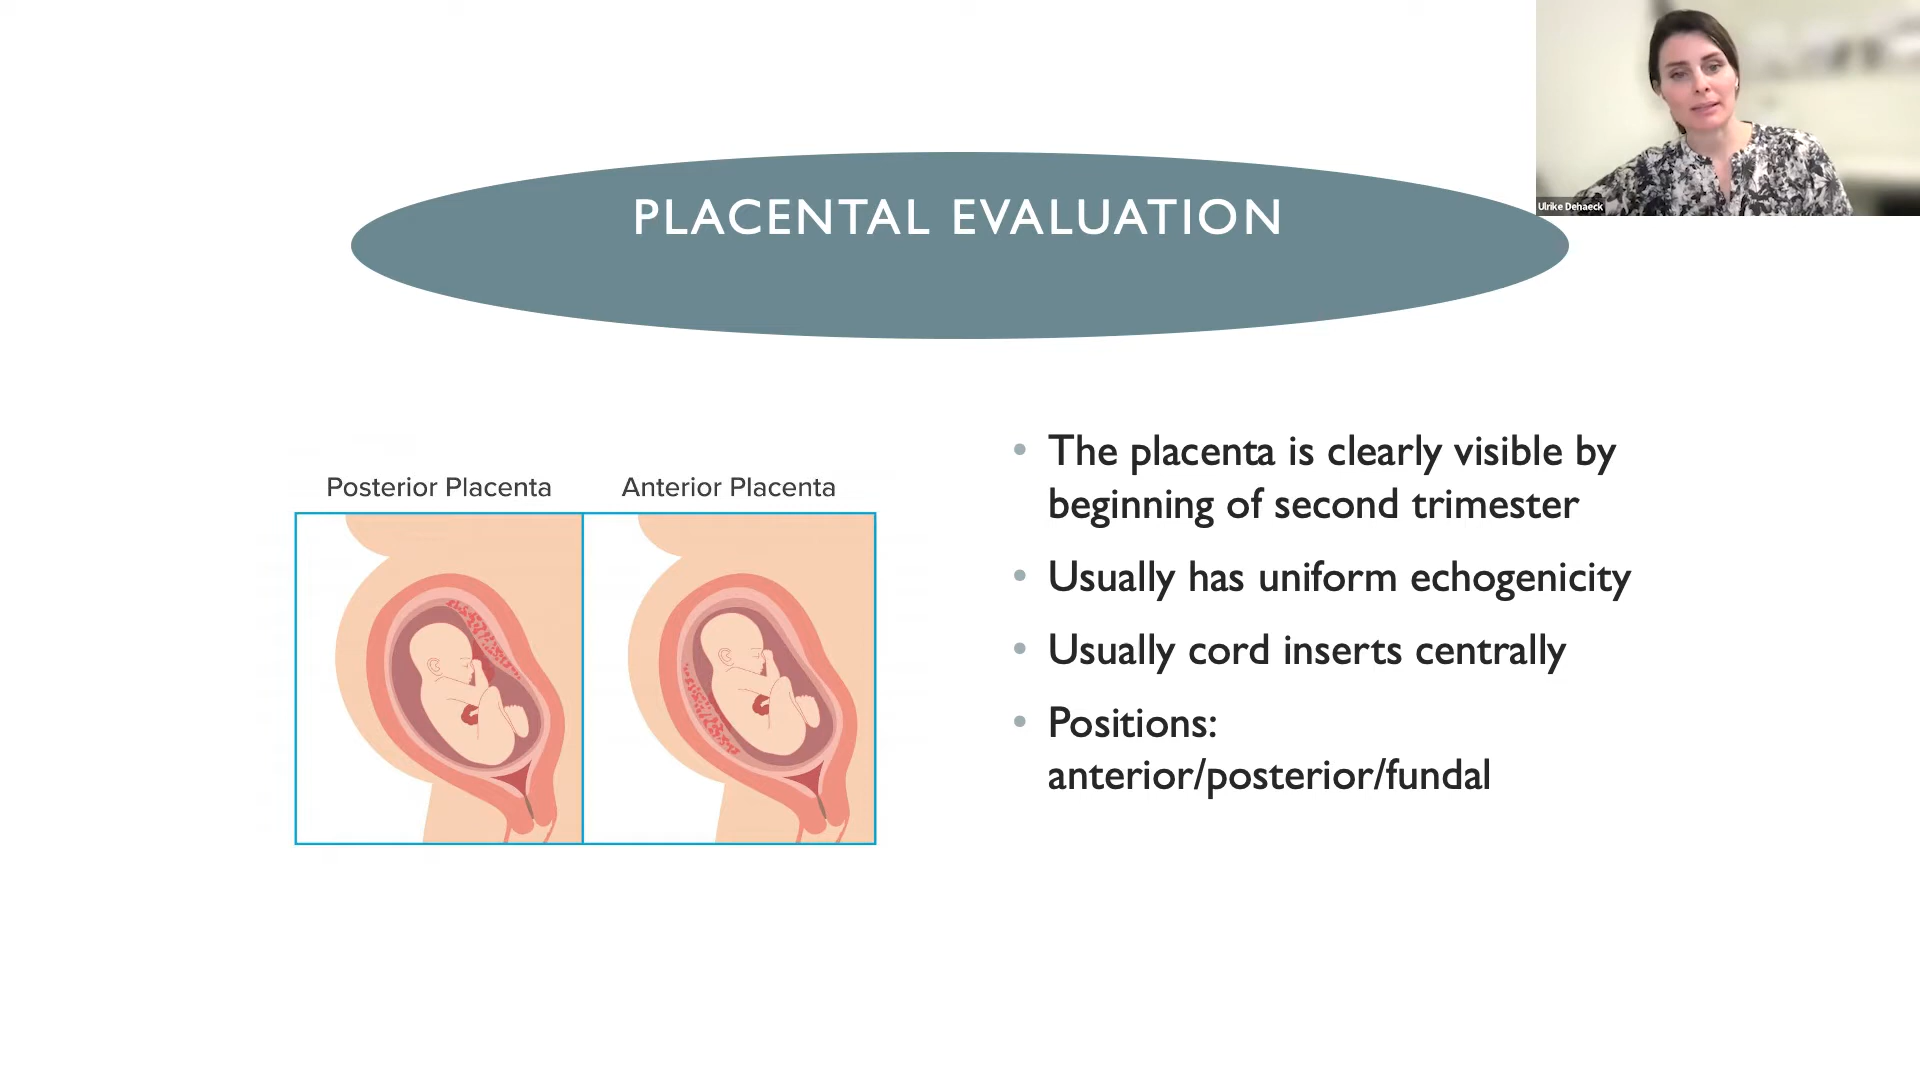 Ulrike Dehaeck
PLACENTAL EVALUATION
Posterior Placenta
Anterior Placenta
• The placenta is clearly visible by
beginning of second trimester
• Usually has uniform echogenicity
• Usually cord inserts centrally
• Positions:
anterior/posterior/fundal